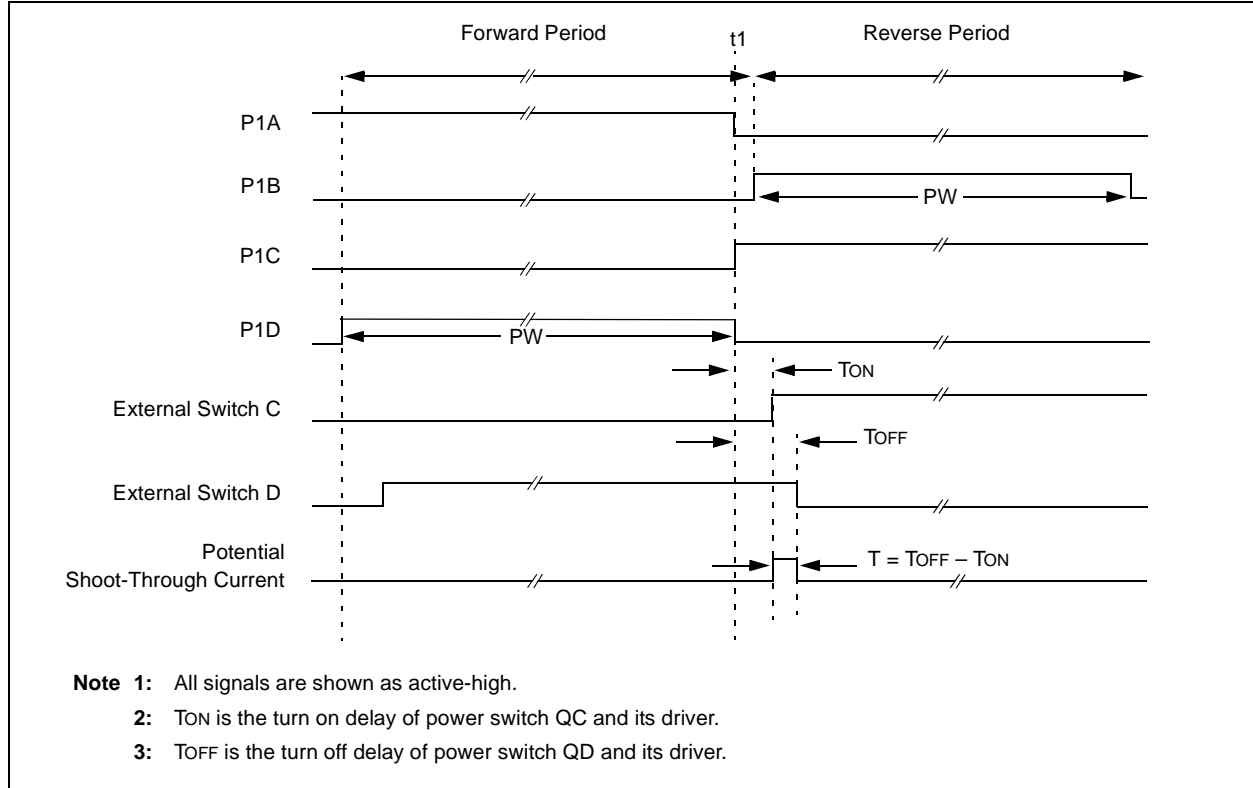 Forward Period
t1
Reverse Period
P1A
P1B
PW
P1C
P1D
PW
TON
External Switch C
TOFF
External Switch D
Potential
Shoot-Through Current
T = TOFF – TON
Note 1: All signals are shown as active-high.
2: TON is the turn on delay of power switch QC and its driver.
3: TOFF is the turn off delay of power switch QD and its driver.